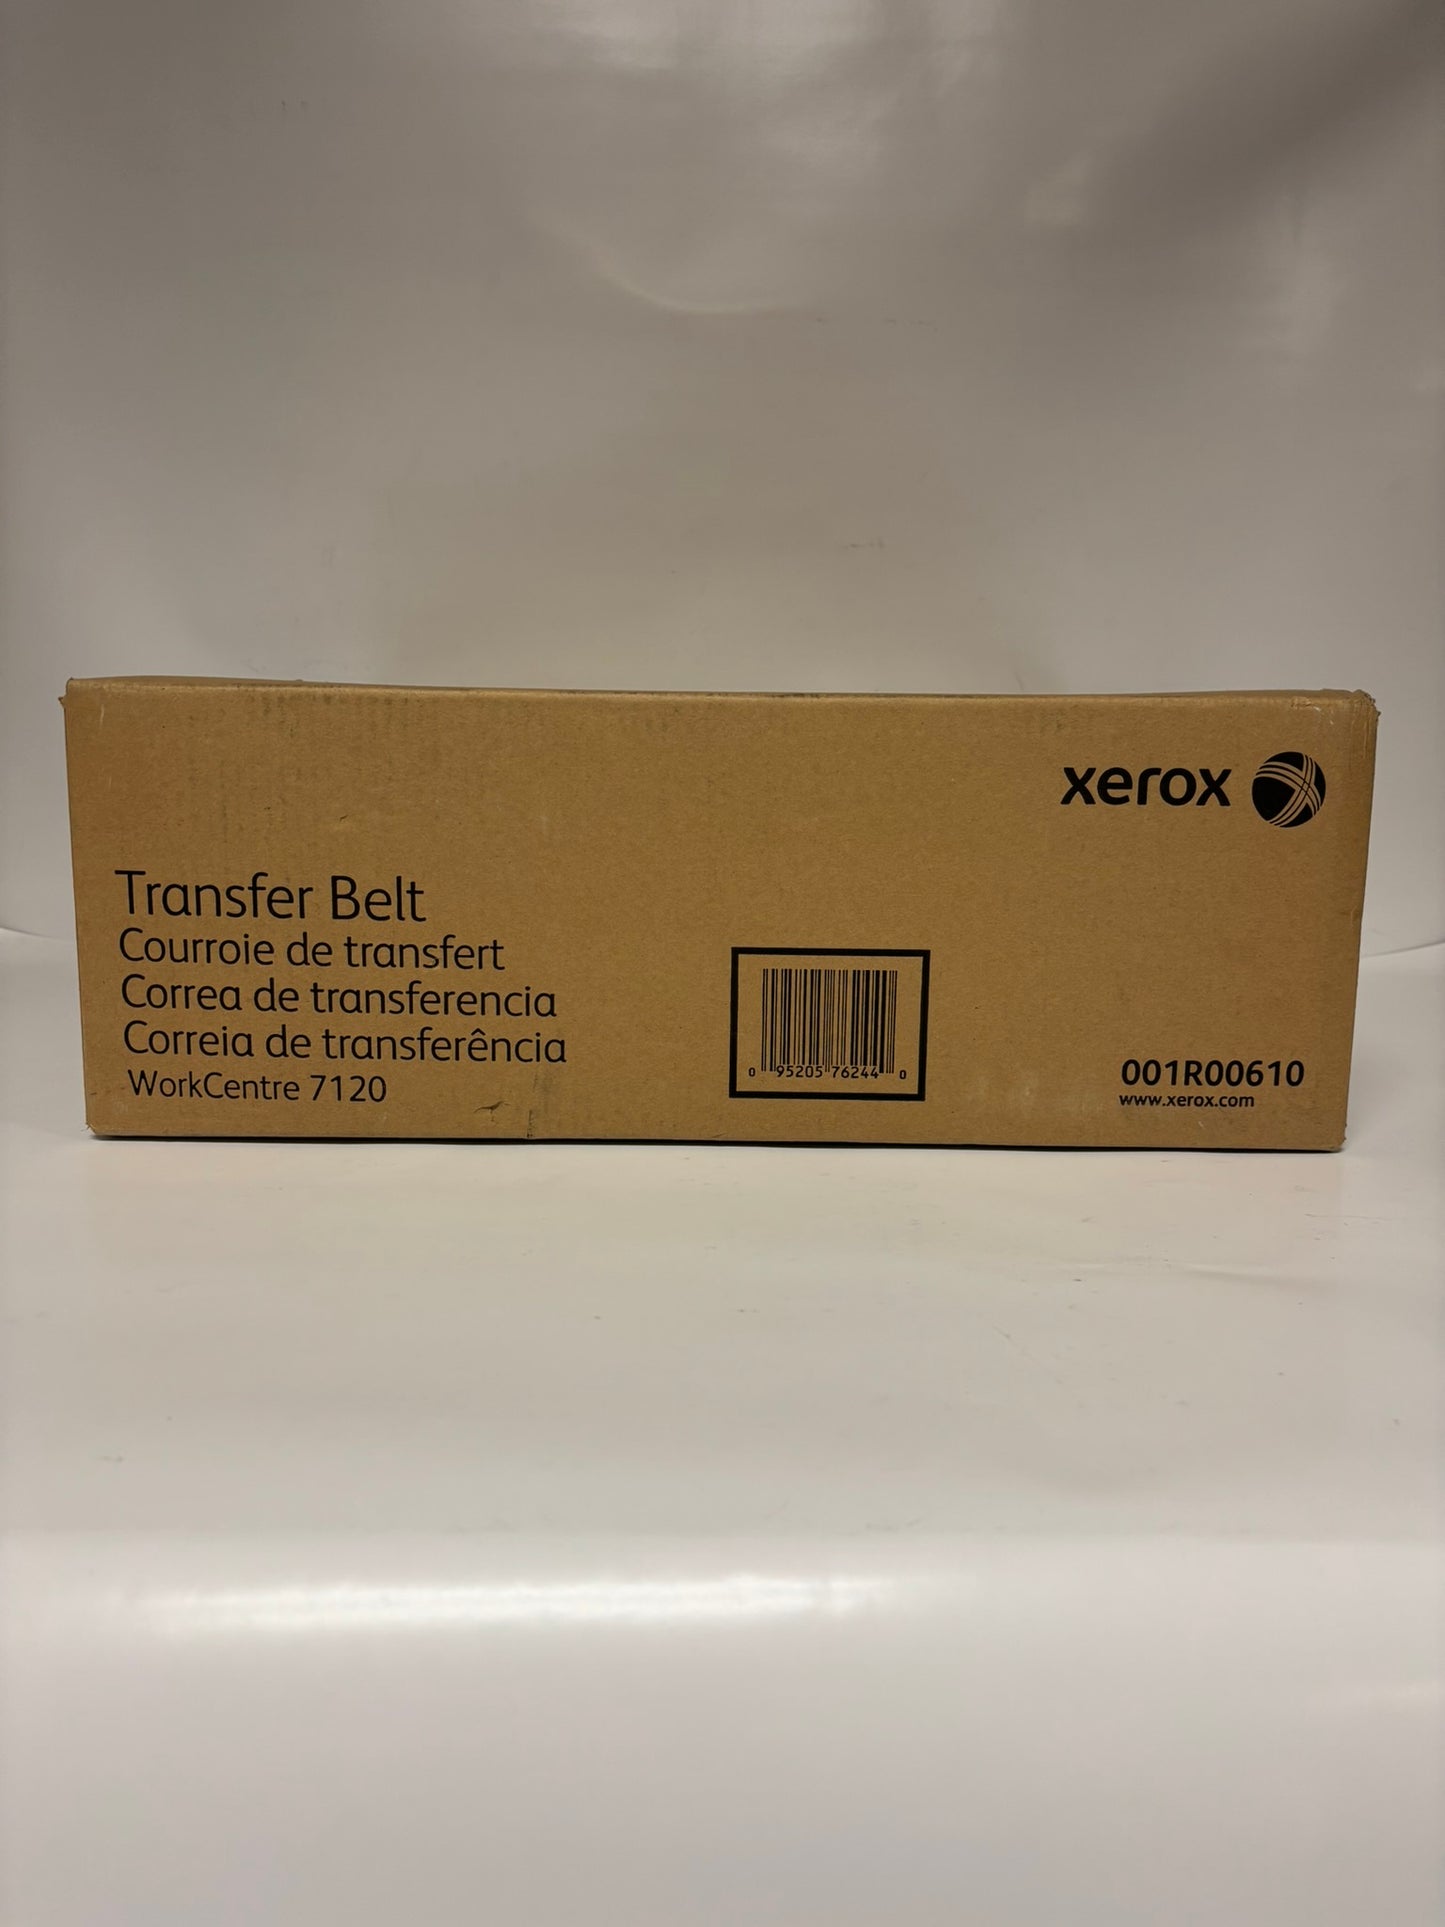 xerox
Transfer Belt
Courroie de transfert
Correa de transferencia
Correia de transferência
WorkCentre 7120
0 95205 76244 0
001R00610
www.xerox.com